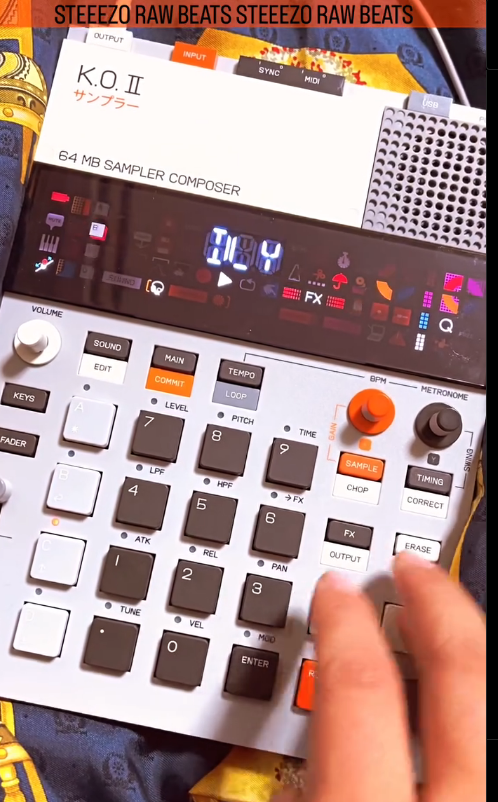 STEEEZO RAW BEATS STEEEZO RAW BEATS
OUTPUT
INPUT
SYNC
MIDI
USB
K.O.II
サンプラー
64 MB SAMPLER COMPOSER
FX
VOLUME
SOUND
EDIT
MAIN
COMMIT
TEMPO
LOOP
BPM
METRONOME
KEYS
FADER
A
LEVEL
7
PITCH
8
TIME
9
GAIN
SAMPLE
CHOP
TIMING
CORRECT
LPF
4
HPF
5
→FX
6
FX
OUTPUT
ERASE
ATK
1
REL
2
PAN
3
TUNE
.
VEL
0
MOD
ENTER